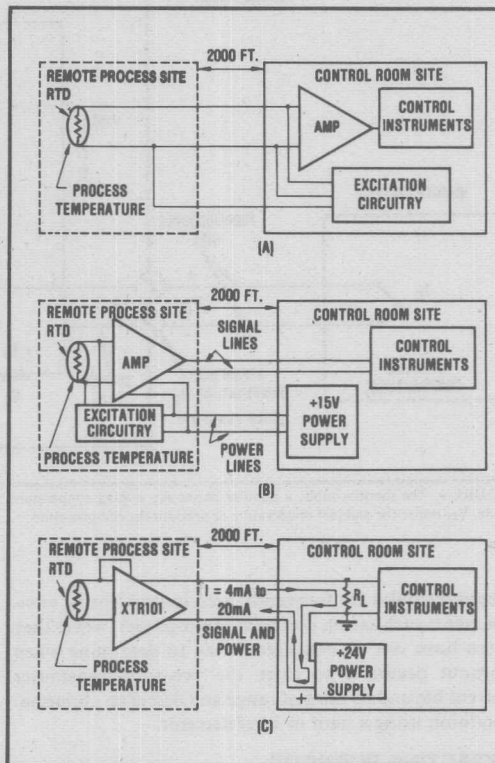 2000 FT.
REMOTE PROCESS SITE
RTD
PROCESS
TEMPERATURE
CONTROL ROOM SITE
AMP
CONTROL
INSTRUMENTS
EXCITATION
CIRCUITRY
(A)
2000 FT.
REMOTE PROCESS SITE
RTD
AMP
EXCITATION
CIRCUITRY
PROCESS TEMPERATURE
SIGNAL
LINES
POWER
LINES
CONTROL ROOM SITE
CONTROL
INSTRUMENTS
+15V
POWER
SUPPLY
(B)
2000 FT.
REMOTE PROCESS SITE
RTD
XTR101
PROCESS
TEMPERATURE
CONTROL ROOM SITE
I = 4mA to
20mA
SIGNAL AND
POWER
RL
CONTROL
INSTRUMENTS
+24V
POWER
SUPPLY
+
(C)